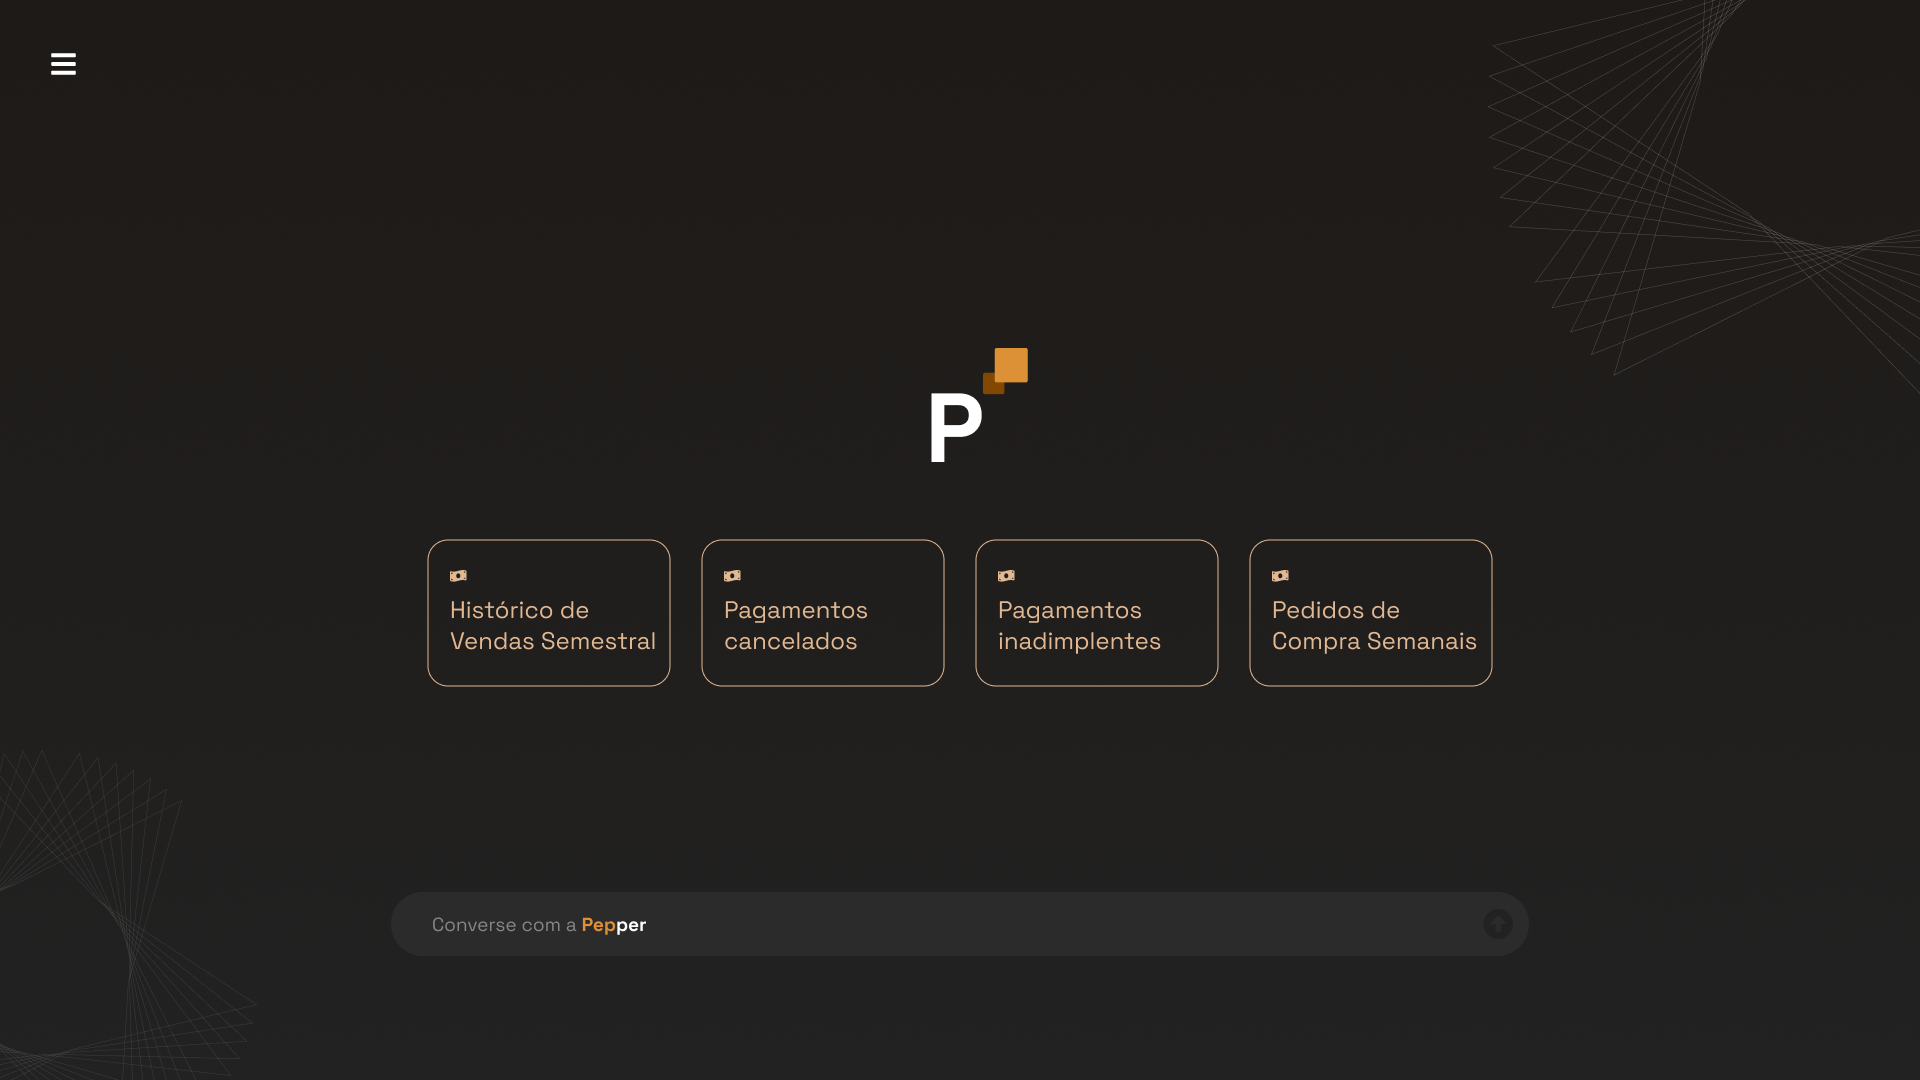 P
Histórico de
Vendas Semestral
Pagamentos
cancelados
Pagamentos
inadimplentes
Pedidos de
Compra Semanais
Converse com a Pepper